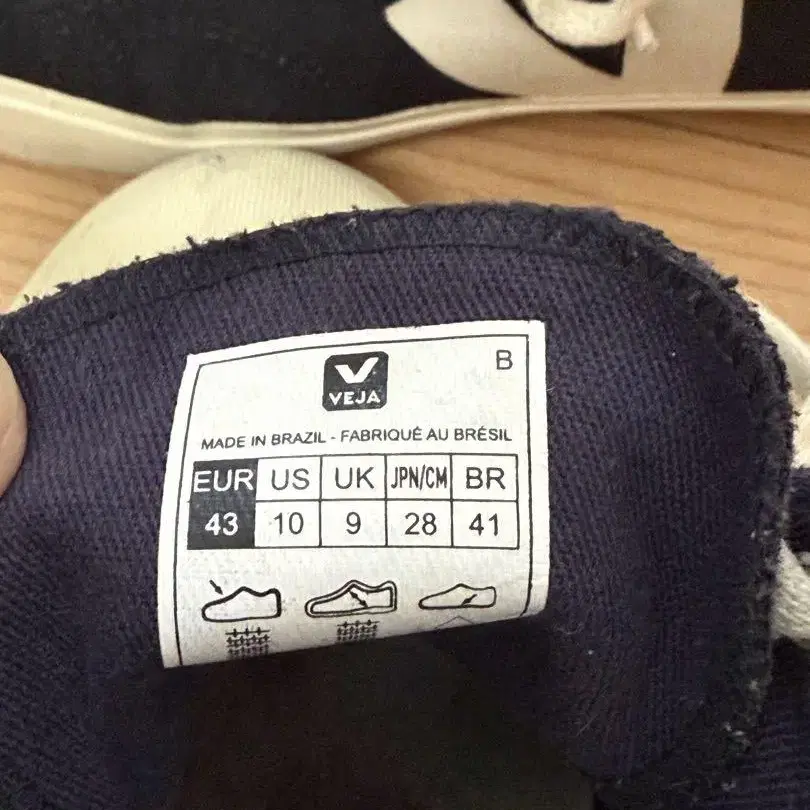 B
VEJA
MADE IN BRAZIL - FABRIQUÉ AU BRÉSIL
EUR US UK JPN/CM BR
43 10 9 28 41